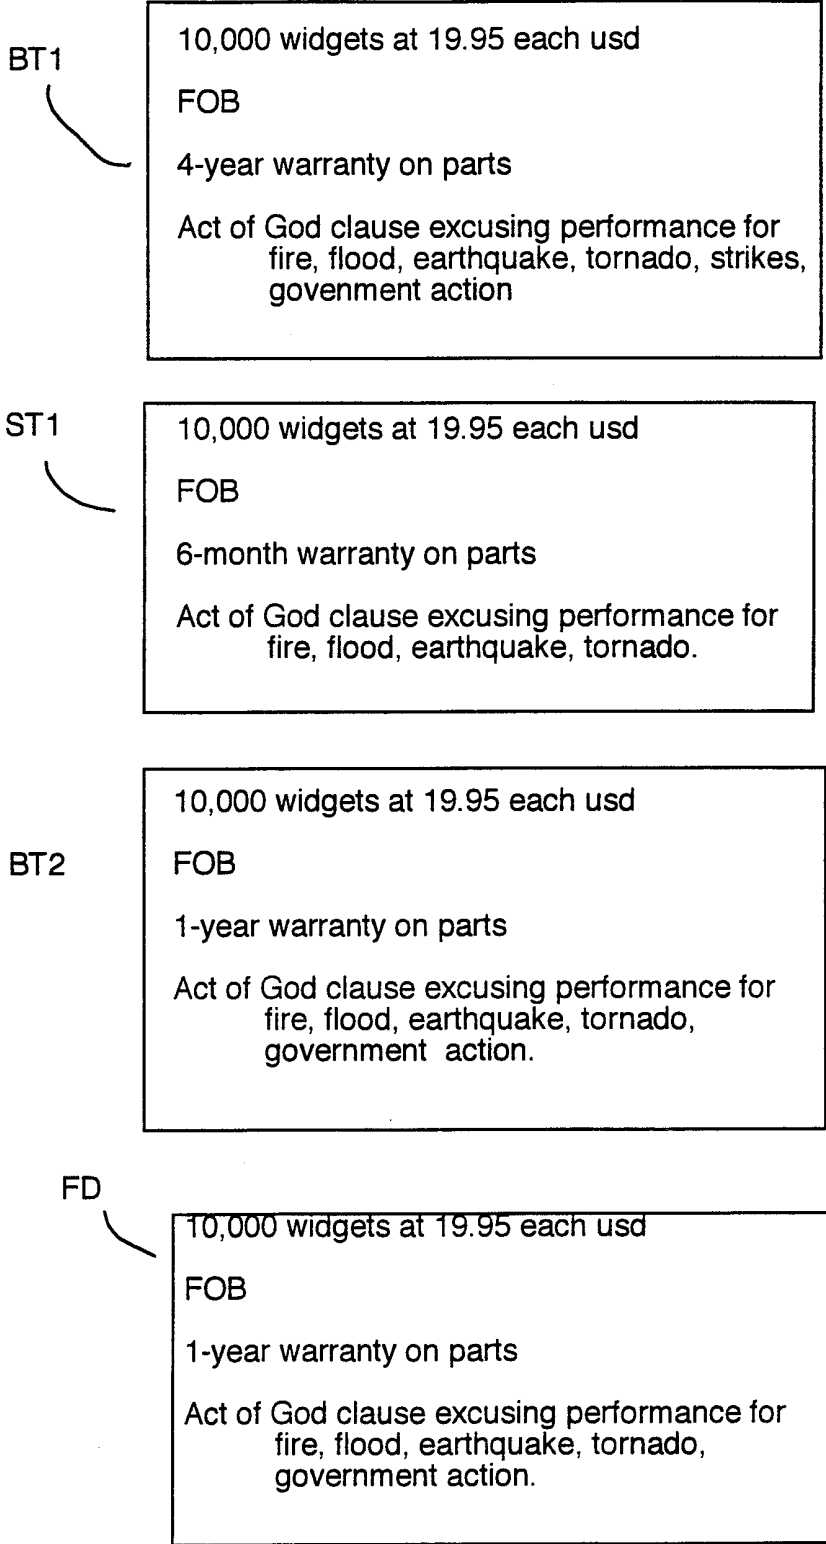 BT1
10,000 widgets at 19.95 each usd
FOB
4-year warranty on parts
Act of God clause excusing performance for
fire, flood, earthquake, tornado, strikes,
govenment action
ST1
10,000 widgets at 19.95 each usd
FOB
6-month warranty on parts
Act of God clause excusing performance for
fire, flood, earthquake, tornado.
BT2
10,000 widgets at 19.95 each usd
FOB
1-year warranty on parts
Act of God clause excusing performance for
fire, flood, earthquake, tornado,
government action.
FD
10,000 widgets at 19.95 each usd
FOB
1-year warranty on parts
Act of God clause excusing performance for
fire, flood, earthquake, tornado,
government action.